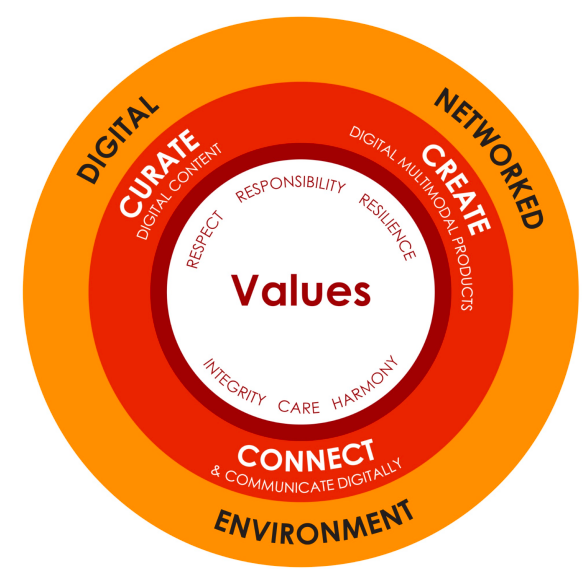 DIGITAL
NETWORKED
ENVIRONMENT
CURATE
DIGITAL CONTENT
CREATE
DIGITAL MULTIMODAL PRODUCTS
CONNECT
& COMMUNICATE DIGITALLY
RESPECT
RESPONSIBILITY
RESILIENCE
Values
INTEGRITY
CARE
HARMONY